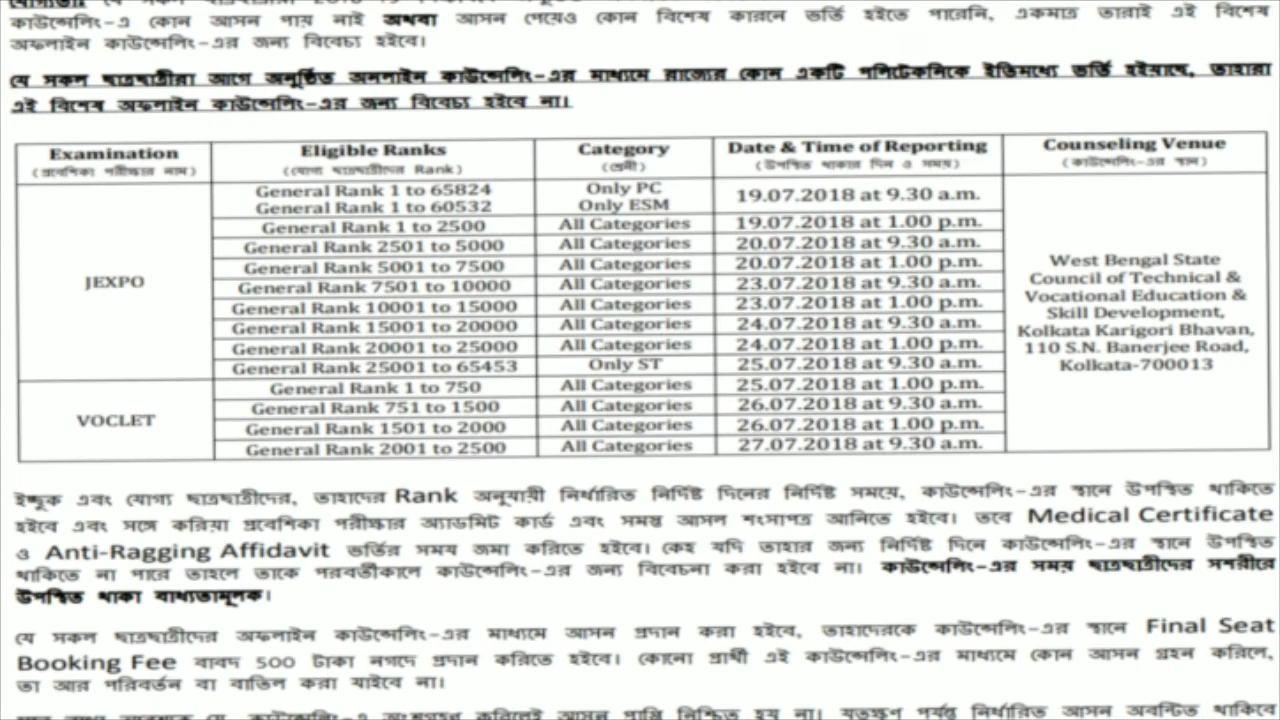 কাউন্সেলিং-এ কোন আসন পায় নাই অথবা আসন পেয়েও কোন বিশেষ কারনে ভর্তি হইতে পারেনি, একমাত্র তারাই এই বিশেষ
অফলাইন কাউন্সেলিং-এর জন্য বিবেচ্য হইবে।
যে সকল ছাত্রছাত্রীরা আগে অনুষ্ঠিত অনলাইন কাউন্সেলিং-এর মাধ্যমে রাজ্যের কোন একটি পলিটেকনিকে ইতিমধ্যে ভর্তি হইয়াছে, তাহারা
এই বিশেষ অফলাইন কাউন্সেলিং-এর জন্য বিবেচ্য হইবে না।
Examination Eligible Ranks Category Date & Time of Reporting Counseling Venue
(প্রবেশিকা পরীক্ষার নাম) (যোগ্য ছাত্রছাত্রীদের Rank) (শ্রেনী) (উপস্থিত থাকার দিন ও সময়) (কাউন্সেলিং-এর স্থান)
JEXPO
General Rank 1 to 65824 Only PC 19.07.2018 at 9.30 a.m.
General Rank 1 to 60532 Only ESM
General Rank 1 to 2500 All Categories 19.07.2018 at 1.00 p.m.
General Rank 2501 to 5000 All Categories 20.07.2018 at 9.30 a.m.
General Rank 5001 to 7500 All Categories 20.07.2018 at 1.00 p.m.
General Rank 7501 to 10000 All Categories 23.07.2018 at 9.30 a.m.
General Rank 10001 to 15000 All Categories 23.07.2018 at 1.00 p.m.
General Rank 15001 to 20000 All Categories 24.07.2018 at 9.30 a.m.
General Rank 20001 to 25000 All Categories 24.07.2018 at 1.00 p.m.
General Rank 25001 to 65453 Only ST 25.07.2018 at 9.30 a.m.
VOCLET
General Rank 1 to 750 All Categories 25.07.2018 at 1.00 p.m.
General Rank 751 to 1500 All Categories 26.07.2018 at 9.30 a.m.
General Rank 1501 to 2000 All Categories 26.07.2018 at 1.00 p.m.
General Rank 2001 to 2500 All Categories 27.07.2018 at 9.30 a.m.
West Bengal State
Council of Technical &
Vocational Education &
Skill Development,
Kolkata Karigori Bhavan,
110 S.N. Banerjee Road,
Kolkata-700013
ইচ্ছুক এবং যোগ্য ছাত্রছাত্রীদের, তাহাদের Rank অনুযায়ী নির্ধারিত নির্দিষ্ট দিনের নির্দিষ্ট সময়ে, কাউন্সেলিং-এর স্থানে উপস্থিত থাকিতে
হইবে এবং সঙ্গে করিয়া প্রবেশিকা পরীক্ষার অ্যাডমিট কার্ড এবং সমস্ত আসল শংসাপত্র আনিতে হইবে। তবে Medical Certificate
ও Anti-Ragging Affidavit ভর্তির সময় জমা করিতে হইবে। কেহ যদি তাহার জন্য নির্দিষ্ট দিনে কাউন্সেলিং-এর স্থানে উপস্থিত
থাকিতে না পারে তাহলে তাকে পরবর্তীকালে কাউন্সেলিং-এর জন্য বিবেচনা করা হইবে না। কাউন্সেলিং-এর সময় ছাত্রছাত্রীদের সশরীরে
উপস্থিত থাকা বাধ্যতামূলক।
যে সকল ছাত্রছাত্রীদের অফলাইন কাউন্সেলিং-এর মাধ্যমে আসন প্রদান করা হইবে, তাহাদেরকে কাউন্সেলিং-এর স্থানে Final Seat
Booking Fee বাবদ 500 টাকা নগদে প্রদান করিতে হইবে। কোনো প্রার্থী এই কাউন্সেলিং-এর মাধ্যমে কোন আসন গ্রহন করিলে,
তা আর পরিবর্তন বা বাতিল করা যাইবে না।